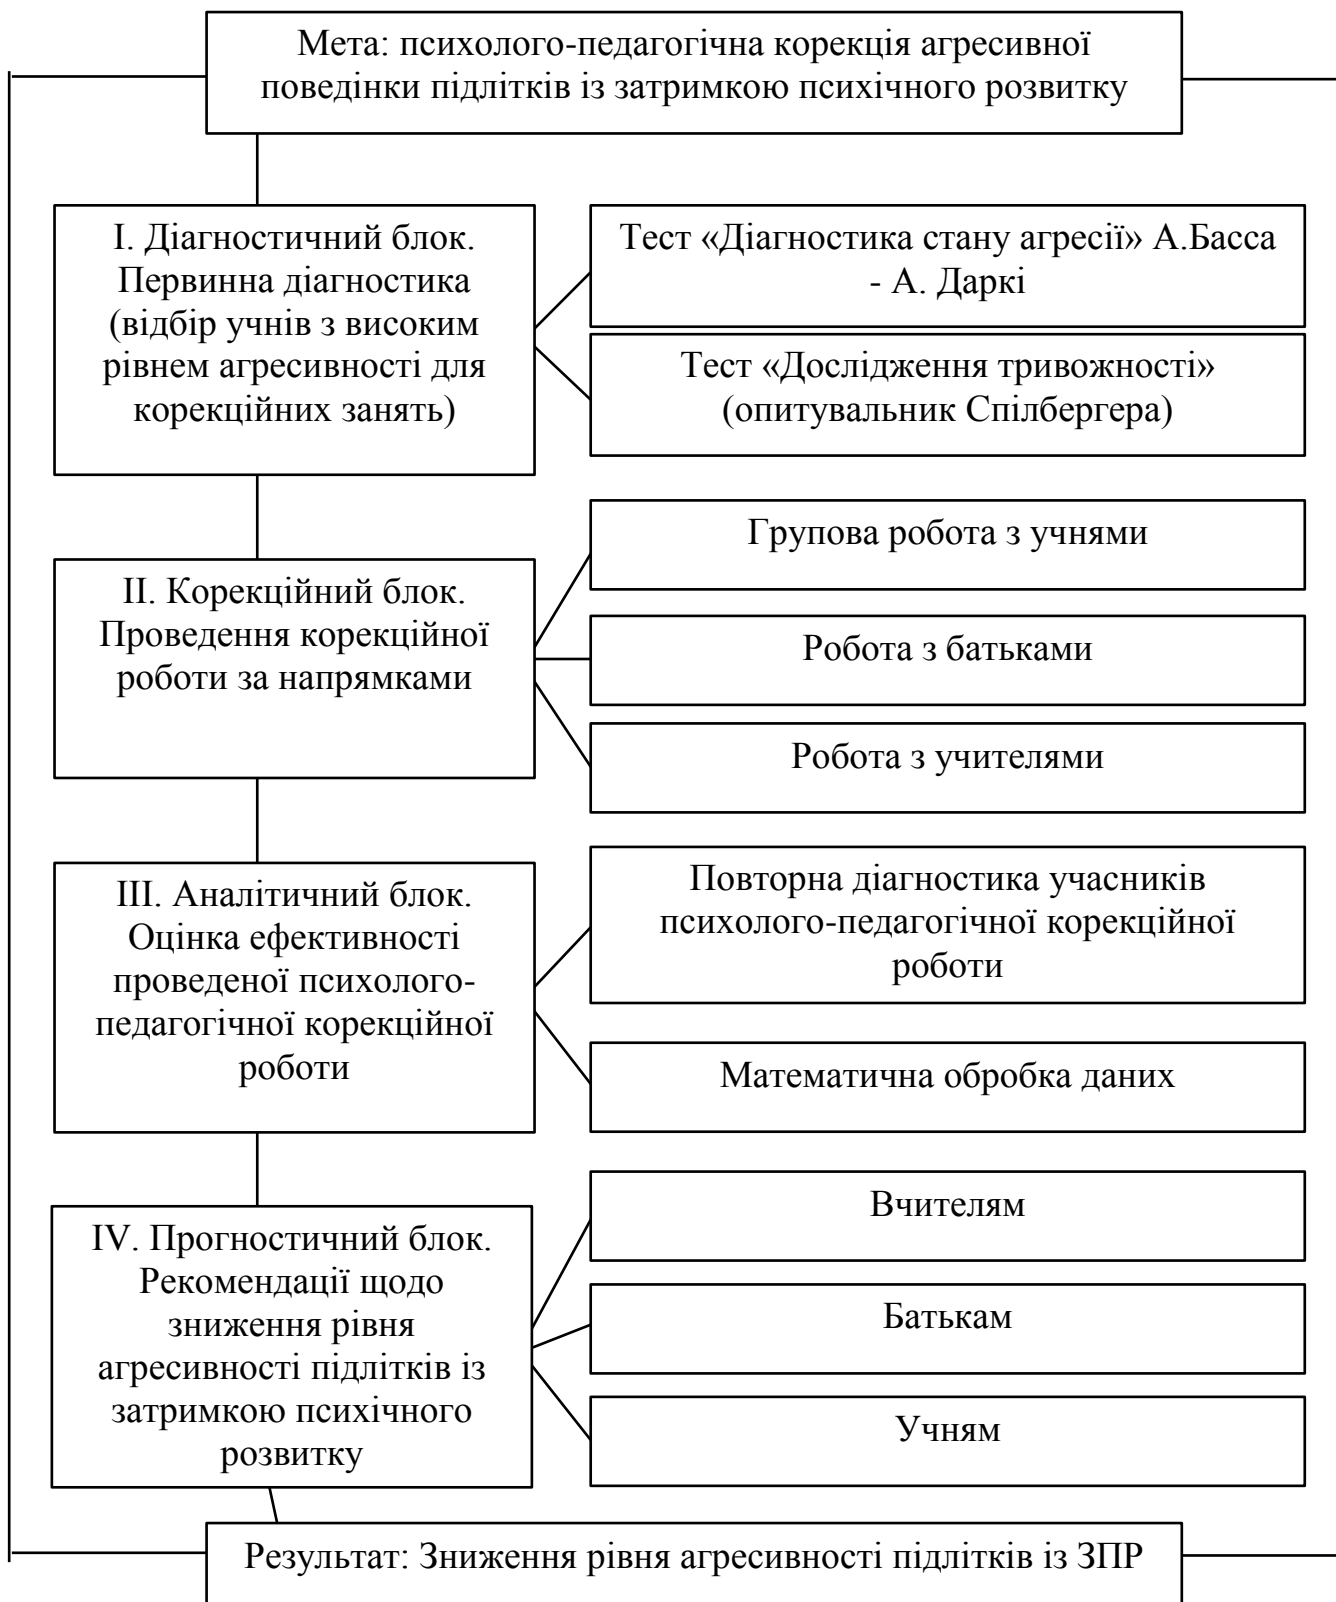 Мета: психолого-педагогічна корекція агресивної
поведінки підлітків із затримкою психічного розвитку
І. Діагностичний блок.
Первинна діагностика
(відбір учнів з високим
рівнем агресивності для
корекційних занять)
Тест «Діагностика стану агресії» А.Басса
- А. Даркі
Тест «Дослідження тривожності»
(опитувальник Спілбергера)
ІІ. Корекційний блок.
Проведення корекційної
роботи за напрямками
Групова робота з учнями
Робота з батьками
Робота з учителями
ІІІ. Аналітичний блок.
Оцінка ефективності
проведеної психолого-
педагогічної корекційної
роботи
Повторна діагностика учасників
психолого-педагогічної корекційної
роботи
Математична обробка даних
IV. Прогностичний блок.
Рекомендації щодо
зниження рівня
агресивності підлітків із
затримкою психічного
розвитку
Вчителям
Батькам
Учням
Результат: Зниження рівня агресивності підлітків із ЗПР